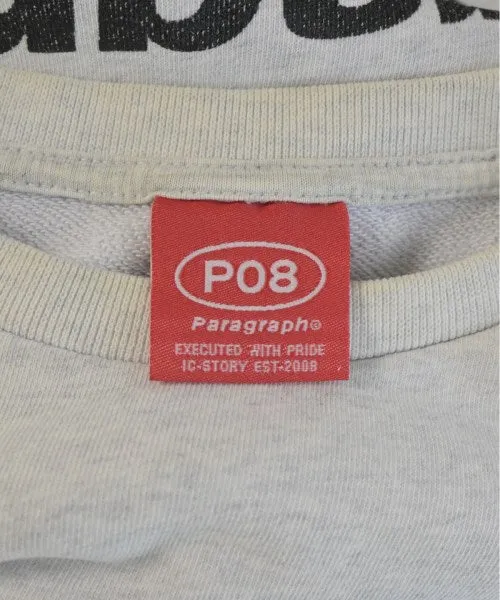 P08
Paragraph®
EXECUTED WITH PRIDE
IC-STORY EST-2008